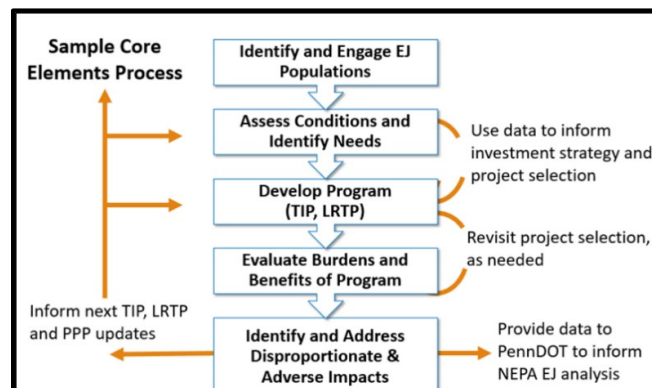 Sample Core
Elements Process
Identify and Engage EJ
Populations
Assess Conditions and
Identify Needs
Use data to inform
investment strategy and
project selection
Develop Program
(TIP, LRTP)
Revisit project selection,
as needed
Evaluate Burdens and
Benefits of Program
Inform next TIP, LRTP
and PPP updates
Identify and Address
Disproportionate &
Adverse Impacts
Provide data to
PennDOT to inform
NEPA EJ analysis